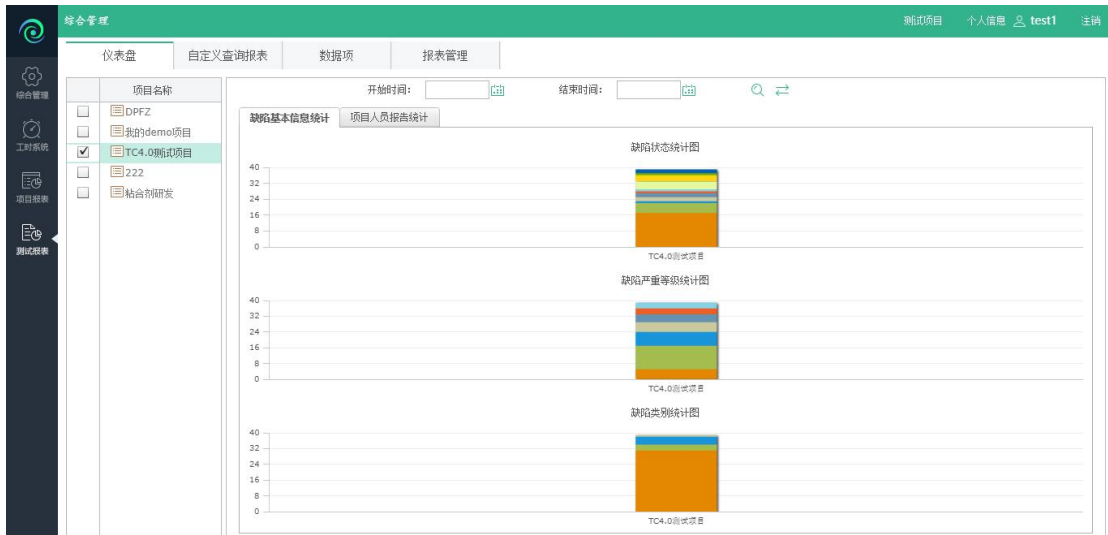 综合管理
测试项目 个人信息 test1 注销
仪表盘 自定义查询报表 数据项 报表管理
综合管理
工时系统
项目报表
测试报表
项目名称
DPFZ
我的demo项目
TC4.0测试项目
222
粘合剂研发
开始时间: 结束时间:
缺陷基本信息统计 项目人员报告统计
缺陷状态统计图
40
32
24
16
8
0
TC4.0测试项目
缺陷严重等级统计图
40
32
24
16
8
0
TC4.0测试项目
缺陷类别统计图
40
32
24
16
8
0
TC4.0测试项目